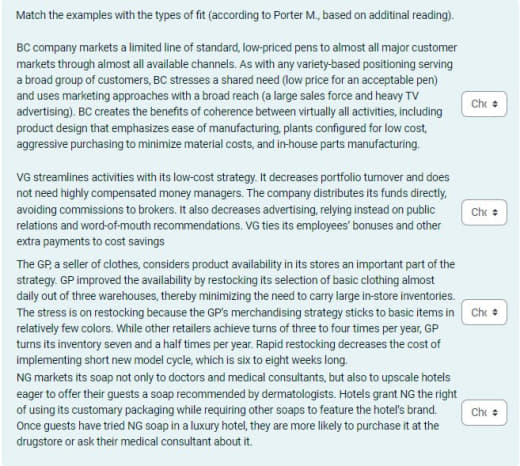 Match the examples with the types of fit (according to Porter M., based on additinal reading).
BC company markets a limited line of standard, low-priced pens to almost all major customer
markets through almost all available channels. As with any variety-based positioning serving
a broad group of customers, BC stresses a shared need (low price for an acceptable pen)
and uses marketing approaches with a broad reach (a large sales force and heavy TV
advertising). BC creates the benefits of coherence between virtually all activities, including
product design that emphasizes ease of manufacturing, plants configured for low cost,
aggressive purchasing to minimize material costs, and in-house parts manufacturing.
Chc
VG streamlines activities with its low-cost strategy. It decreases portfolio turnover and does
not need highly compensated money managers. The company distributes its funds directly,
avoiding commissions to brokers. It also decreases advertising, relying instead on public
relations and word-of-mouth recommendations. VG ties its employees' bonuses and other
extra payments to cost savings
Chc
The GP, a seller of clothes, considers product availability in its stores an important part of the
strategy. GP improved the availability by restocking its selection of basic clothing almost
daily out of three warehouses, thereby minimizing the need to carry large in-store inventories.
The stress is on restocking because the GP's merchandising strategy sticks to basic items in
relatively few colors. While other retailers achieve turns of three to four times per year, GP
turns its inventory seven and a half times per year. Rapid restocking decreases the cost of
implementing short new model cycle, which is six to eight weeks long.
Chc
NG markets its soap not only to doctors and medical consultants, but also to upscale hotels
eager to offer their guests a soap recommended by dermatologists. Hotels grant NG the right
of using its customary packaging while requiring other soaps to feature the hotel's brand.
Once guests have tried NG soap in a luxury hotel, they are more likely to purchase it at the
drugstore or ask their medical consultant about it.
Chc